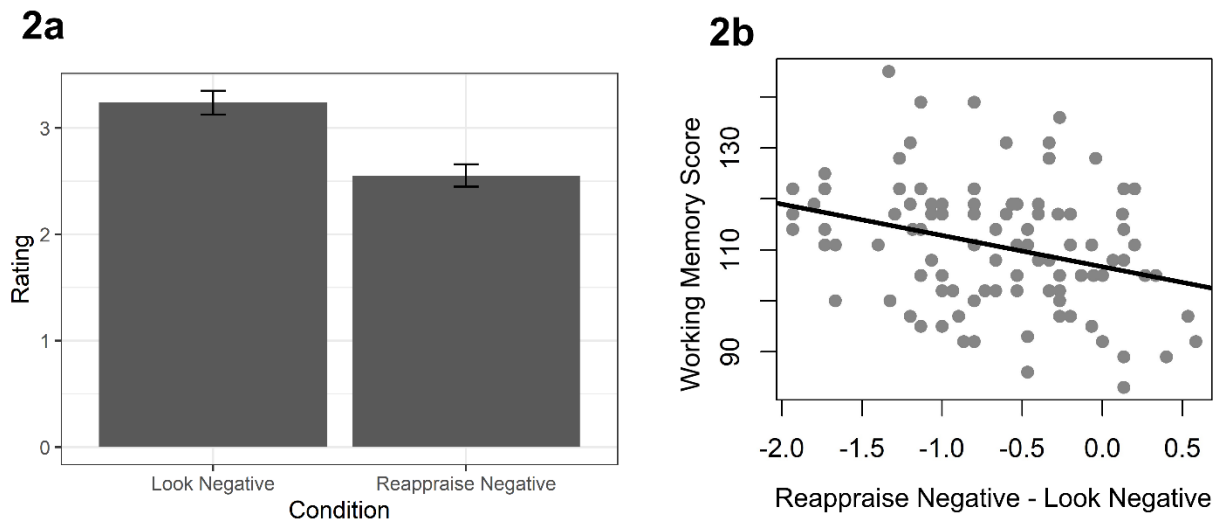 2a
Rating
3
2
1
0
Look Negative
Reappraise Negative
Condition
2b
Working Memory Score
130
110
90
-2.0
-1.5
-1.0
-0.5
0.0
0.5
Reappraise Negative - Look Negative